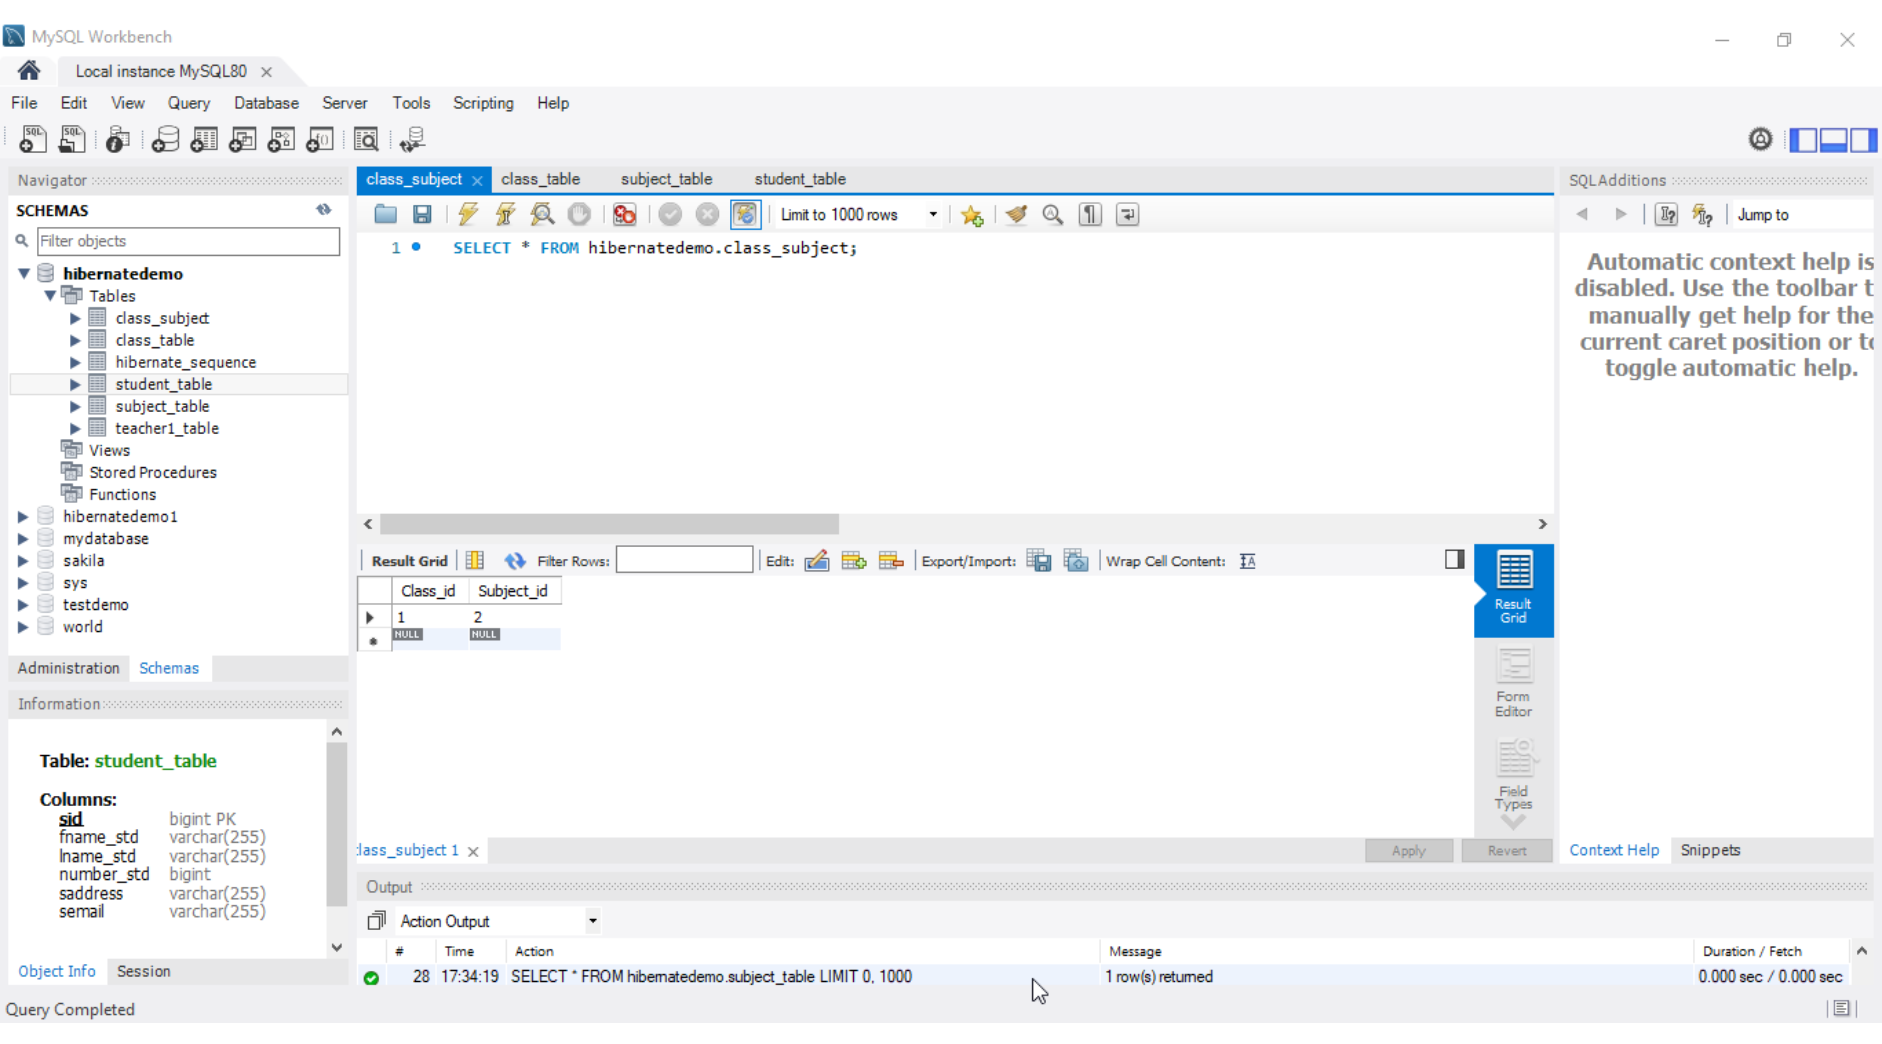 MySQL Workbench
Local instance MySQL80
File Edit View Query Database Server Tools Scripting Help
Navigator
SCHEMAS
Filter objects
hibernatedemo
Tables
class_subject
class_table
hibernate_sequence
student_table
subject_table
teacher1_table
Views
Stored Procedures
Functions
hibernatedemo1
mydatabase
sakila
sys
testdemo
world
Administration Schemas
Information
Table: student_table
Columns:
sid bigint PK
fname_std varchar(255)
lname_std varchar(255)
number_std bigint
saddress varchar(255)
semail varchar(255)
Object Info Session
Query Completed
class_subject class_table subject_table student_table
Limit to 1000 rows
1 SELECT * FROM hibernatedemo.class_subject;
Result Grid Filter Rows: Edit: Export/Import: Wrap Cell Content:
Class_id Subject_id
1 2
NULL NULL
Result Grid
Form Editor
Field Types
lass_subject 1
Apply Revert
Output
Action Output
# Time Action Message Duration / Fetch
28 17:34:19 SELECT * FROM hibernatedemo.subject_table LIMIT 0, 1000 1 row(s) returned 0.000 sec / 0.000 sec
SQLAdditions
Jump to
Automatic context help is
disabled. Use the toolbar t
manually get help for the
current caret position or to
toggle automatic help.
Context Help Snippets